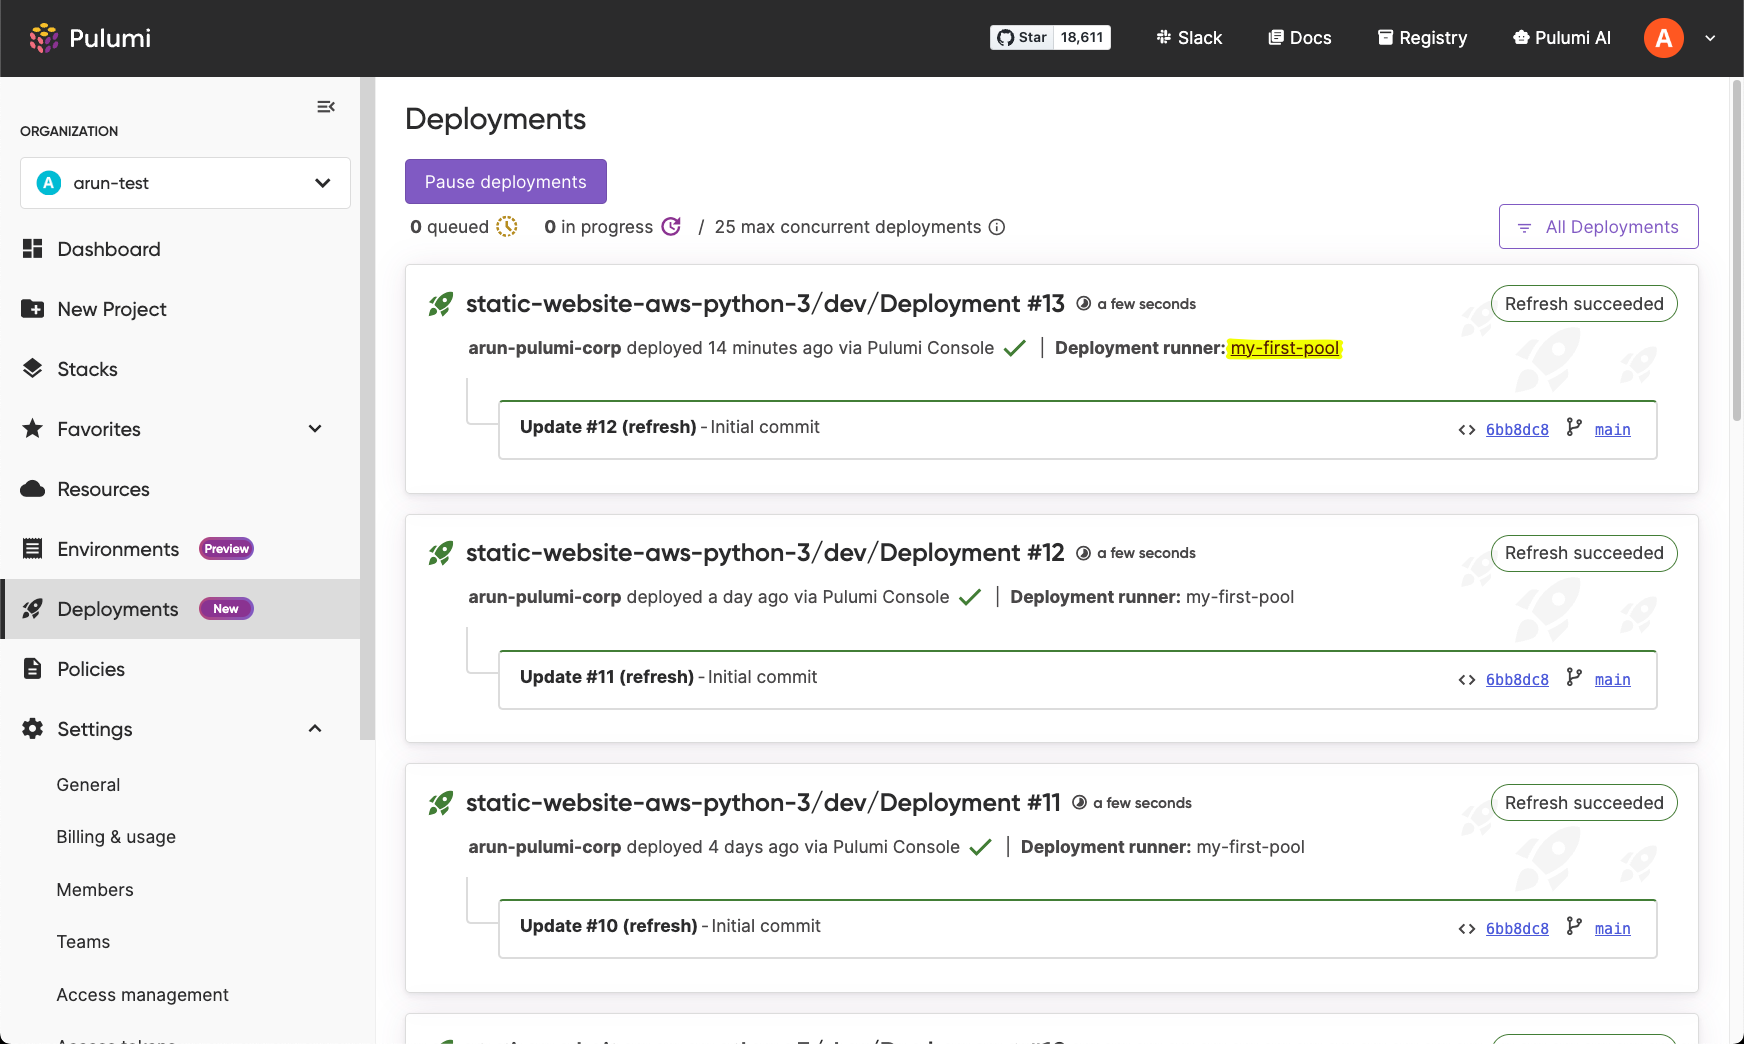 Pulumi
Star 18,611
Slack
Docs
Registry
Pulumi AI
A
ORGANIZATION
A arun-test
Dashboard
New Project
Stacks
Favorites
Resources
Environments Preview
Deployments New
Policies
Settings
General
Billing & usage
Members
Teams
Access management
Deployments
Pause deployments
0 queued 0 in progress / 25 max concurrent deployments
All Deployments
static-website-aws-python-3/dev/Deployment #13 a few seconds
Refresh succeeded
arun-pulumi-corp deployed 14 minutes ago via Pulumi Console | Deployment runner: my-first-pool
Update #12 (refresh) - Initial commit
6bb8dc8 main
static-website-aws-python-3/dev/Deployment #12 a few seconds
Refresh succeeded
arun-pulumi-corp deployed a day ago via Pulumi Console | Deployment runner: my-first-pool
Update #11 (refresh) - Initial commit
6bb8dc8 main
static-website-aws-python-3/dev/Deployment #11 a few seconds
Refresh succeeded
arun-pulumi-corp deployed 4 days ago via Pulumi Console | Deployment runner: my-first-pool
Update #10 (refresh) - Initial commit
6bb8dc8 main